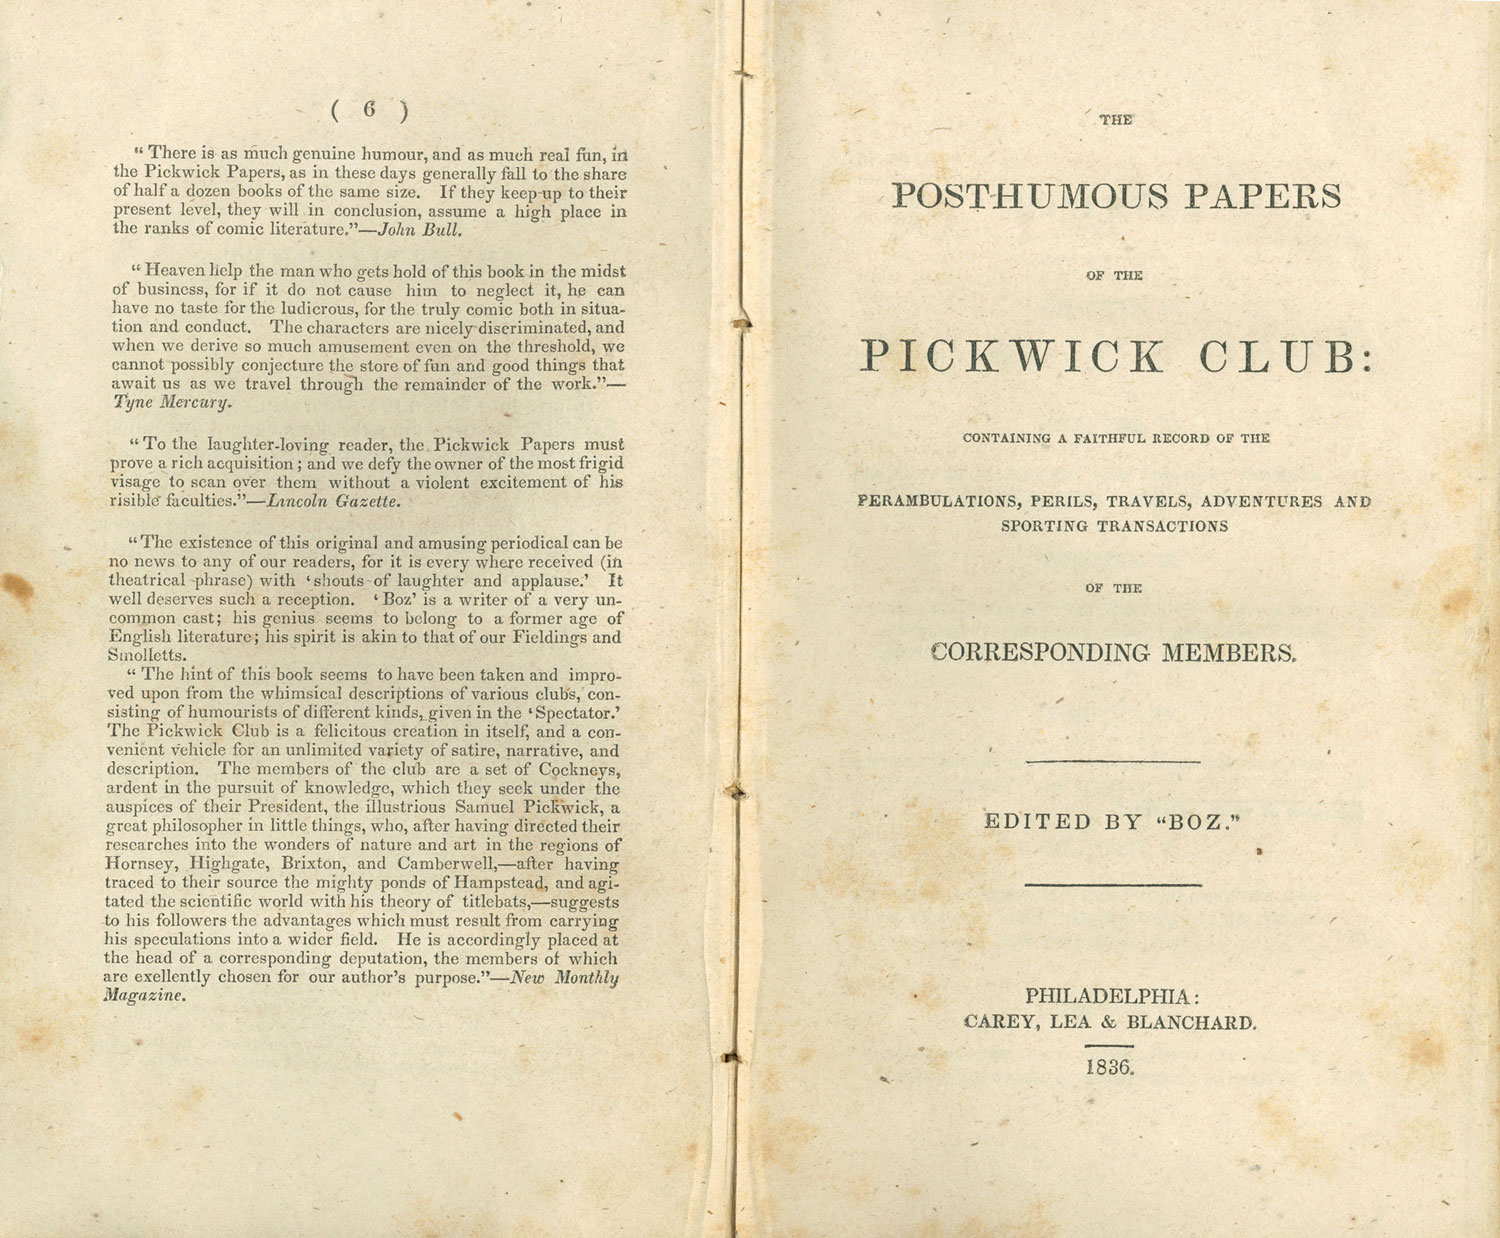 ( 6 )
“ There is as much genuine humour, and as much real fun, in
the Pickwick Papers, as in these days generally fall to the share
of half a dozen books of the same size. If they keep up to their
present level, they will in conclusion, assume a high place in
the ranks of comic literature.”—John Bull.
“ Heaven help the man who gets hold of this book in the midst
of business, for if it do not cause him to neglect it, he can
have no taste for the ludicrous, for the truly comic both in situa-
tion and conduct. The characters are nicely discriminated, and
when we derive so much amusement even on the threshold, we
cannot possibly conjecture the store of fun and good things that
await us as we travel through the remainder of the work.”—
Tyne Mercury.
“ To the laughter-loving reader, the Pickwick Papers must
prove a rich acquisition ; and we defy the owner of the most frigid
visage to scan over them without a violent excitement of his
risible faculties.”—Lincoln Gazette.
“ The existence of this original and amusing periodical can be
no news to any of our readers, for it is every where received (in
theatrical phrase) with ‘ shouts of laughter and applause.’ It
well deserves such a reception. ‘ Boz’ is a writer of a very un-
common cast ; his genius seems to belong to a former age of
English literature ; his spirit is akin to that of our Fieldings and
Smolletts.
“ The hint of this book seems to have been taken and impro-
ved upon from the whimsical descriptions of various clubs, con-
sisting of humourists of different kinds, given in the ‘ Spectator.’
The Pickwick Club is a felicitous creation in itself, and a con-
venient vehicle for an unlimited variety of satire, narrative, and
description. The members of the club are a set of Cockneys,
ardent in the pursuit of knowledge, which they seek under the
auspices of their President, the illustrious Samuel Pickwick, a
great philosopher in little things, who, after having directed their
researches into the wonders of nature and art in the regions of
Hornsey, Highgate, Brixton, and Camberwell,—after having
traced to their source the mighty ponds of Hampstead, and agi-
tated the scientific world with his theory of titlebats,—suggests
to his followers the advantages which must result from carrying
his speculations into a wider field. He is accordingly placed at
the head of a corresponding deputation, the members of which
are exellently chosen for our author’s purpose.”—New Monthly
Magazine.
THE
POSTHUMOUS PAPERS
OF THE
PICKWICK CLUB:
CONTAINING A FAITHFUL RECORD OF THE
PERAMBULATIONS, PERILS, TRAVELS, ADVENTURES AND
SPORTING TRANSACTIONS
OF THE
CORRESPONDING MEMBERS.
EDITED BY “BOZ.”
PHILADELPHIA:
CAREY, LEA & BLANCHARD.
1836.